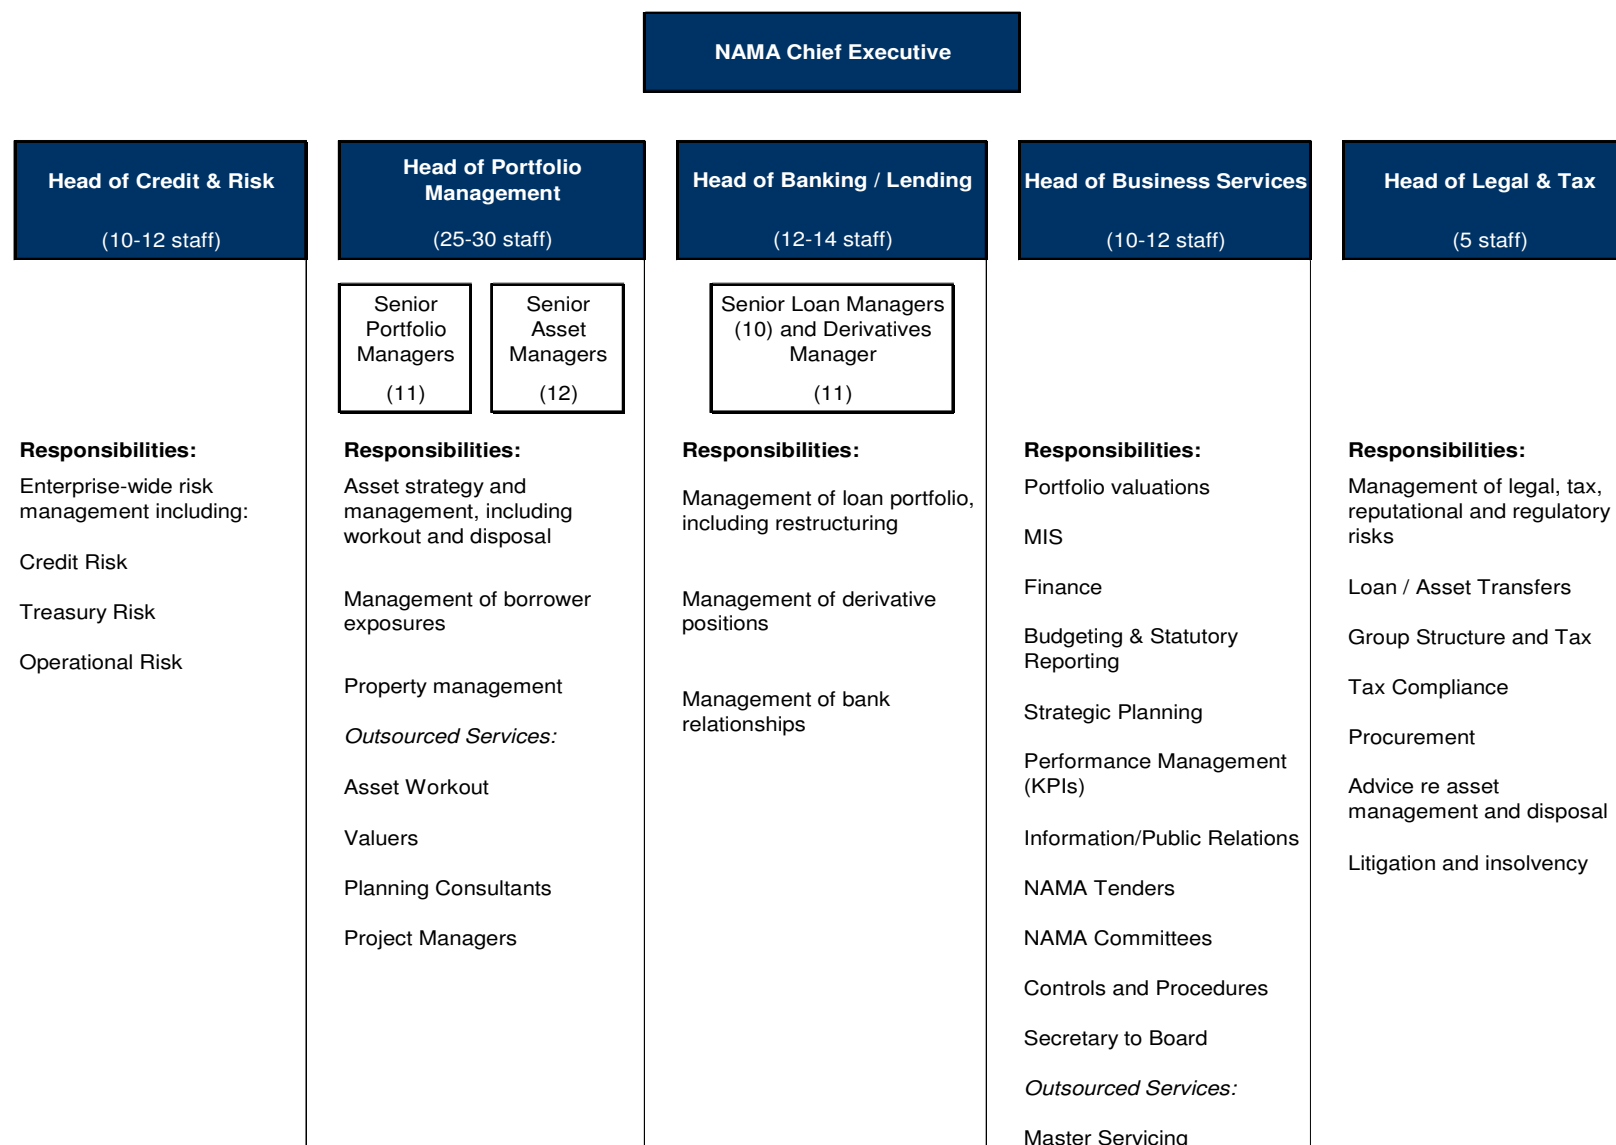 NAMA Chief Executive
Head of Credit & Risk
(10-12 staff)
Head of Portfolio
Management
(25-30 staff)
Head of Banking / Lending
(12-14 staff)
Head of Business Services
(10-12 staff)
Head of Legal & Tax
(5 staff)
Senior
Portfolio
Managers
(11)
Senior
Asset
Managers
(12)
Senior Loan Managers
(10) and Derivatives
Manager
(11)
Responsibilities:
Enterprise-wide risk
management including:
Credit Risk
Treasury Risk
Operational Risk
Responsibilities:
Asset strategy and
management, including
workout and disposal
Management of borrower
exposures
Property management
Outsourced Services:
Asset Workout
Valuers
Planning Consultants
Project Managers
Responsibilities:
Management of loan portfolio,
including restructuring
Management of derivative
positions
Management of bank
relationships
Responsibilities:
Portfolio valuations
MIS
Finance
Budgeting & Statutory
Reporting
Strategic Planning
Performance Management
(KPIs)
Information/Public Relations
NAMA Tenders
NAMA Committees
Controls and Procedures
Secretary to Board
Outsourced Services:
Master Servicing
Responsibilities:
Management of legal, tax,
reputational and regulatory
risks
Loan / Asset Transfers
Group Structure and Tax
Tax Compliance
Procurement
Advice re asset
management and disposal
Litigation and insolvency